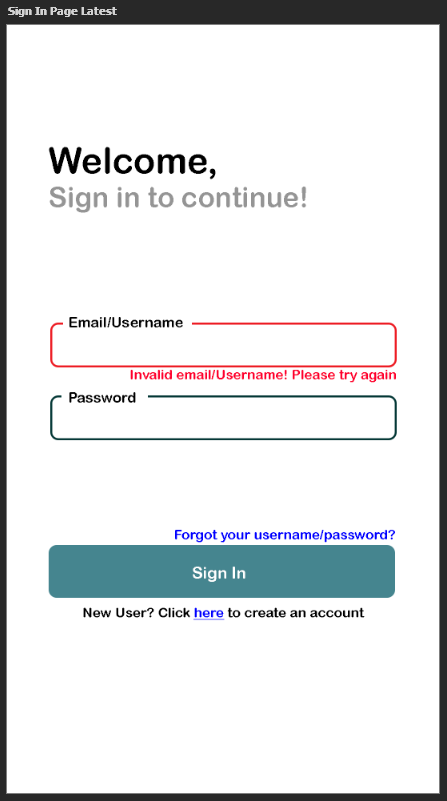 Sign In Page Latest
Welcome,
Sign in to continue!
Email/Username
Invalid email/Username! Please try again
Password
Forgot your username/password?
Sign In
New User? Click here to create an account